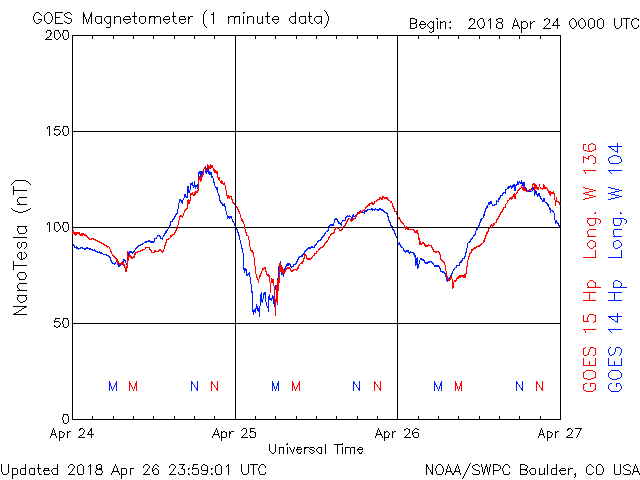 GOES Magnetometer (1 minute data)
Begin: 2018 Apr 24 0000 UTC
200
150
100
50
0
NanoTesla (nT)
M M N N M M N N M M N N
Apr 24 Apr 25 Apr 26 Apr 27
Universal Time
GOES 15 Hp Long. W 136
GOES 14 Hp Long. W 104
Updated 2018 Apr 26 23:59:01 UTC
NOAA/SWPC Boulder, CO USA